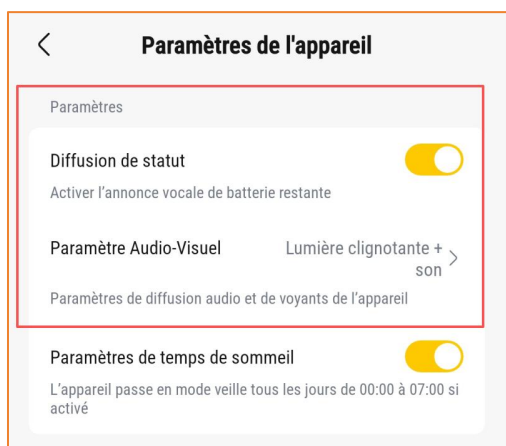 Paramètres de l'appareil
Paramètres
Diffusion de statut
Activer l'annonce vocale de batterie restante
Paramètre Audio-Visuel
Lumière clignotante +
son
Paramètres de diffusion audio et de voyants de l'appareil
Paramètres de temps de sommeil
L'appareil passe en mode veille tous les jours de 00:00 à 07:00 si
activé